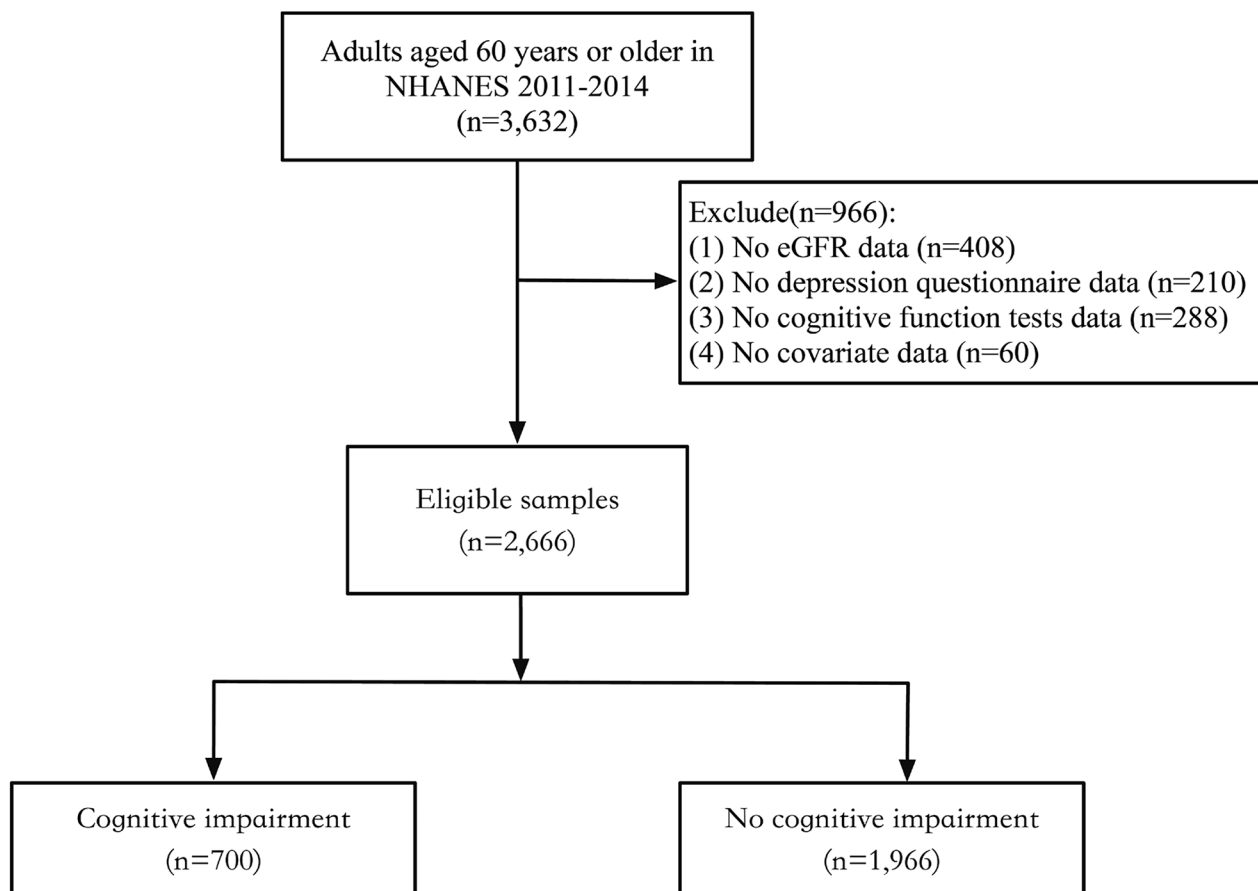 Adults aged 60 years or older in
NHANES 2011-2014
(n=3,632)
Exclude(n=966):
(1) No eGFR data (n=408)
(2) No depression questionnaire data (n=210)
(3) No cognitive function tests data (n=288)
(4) No covariate data (n=60)
Eligible samples
(n=2,666)
Cognitive impairment
(n=700)
No cognitive impairment
(n=1,966)